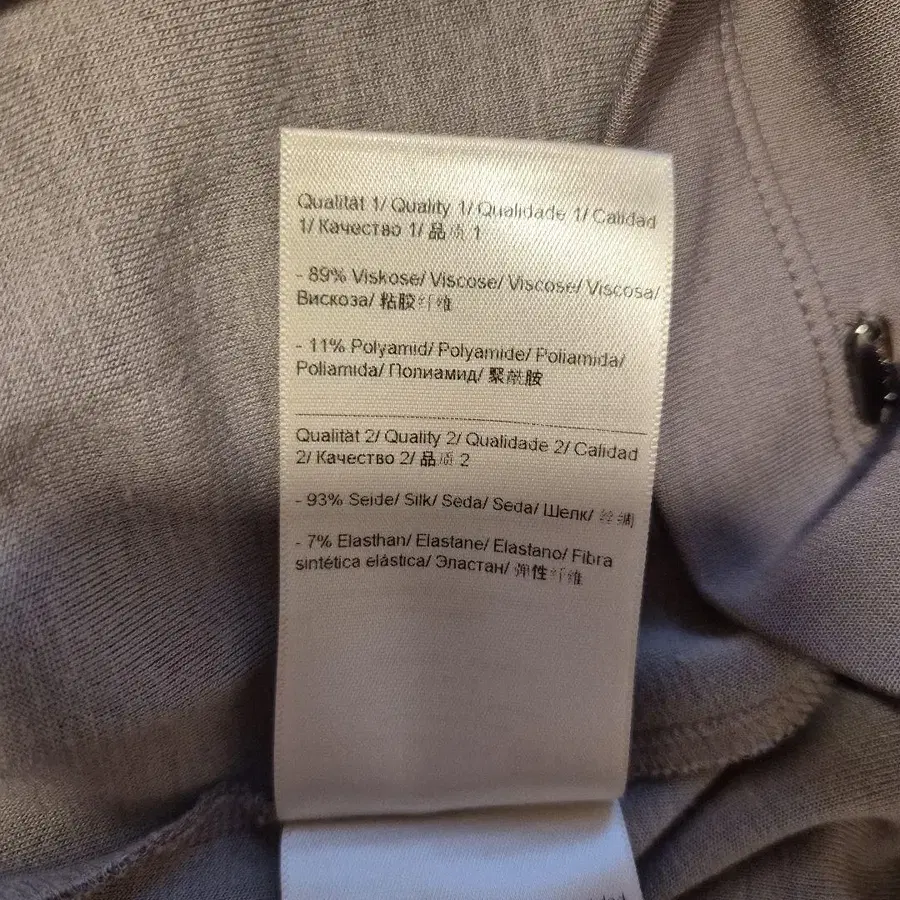 Qualität 1/ Quality 1/ Qualidade 1/ Calidad
1/ Качество 1/ 品质 1
- 89% Viskose/ Viscose/ Viscose/ Viscosa/
Вискоза/ 粘胶纤维
- 11% Polyamid/ Polyamide/ Poliamida/
Poliamida/ Полиамид/ 聚酰胺
Qualität 2/ Quality 2/ Qualidade 2/ Calidad
2/ Качество 2/ 品质 2
- 93% Seide/ Silk/ Seda/ Seda/ Шелк/ 丝绸
- 7% Elasthan/ Elastane/ Elastano/ Fibra
sintética elástica/ Эластан/ 弹性纤维